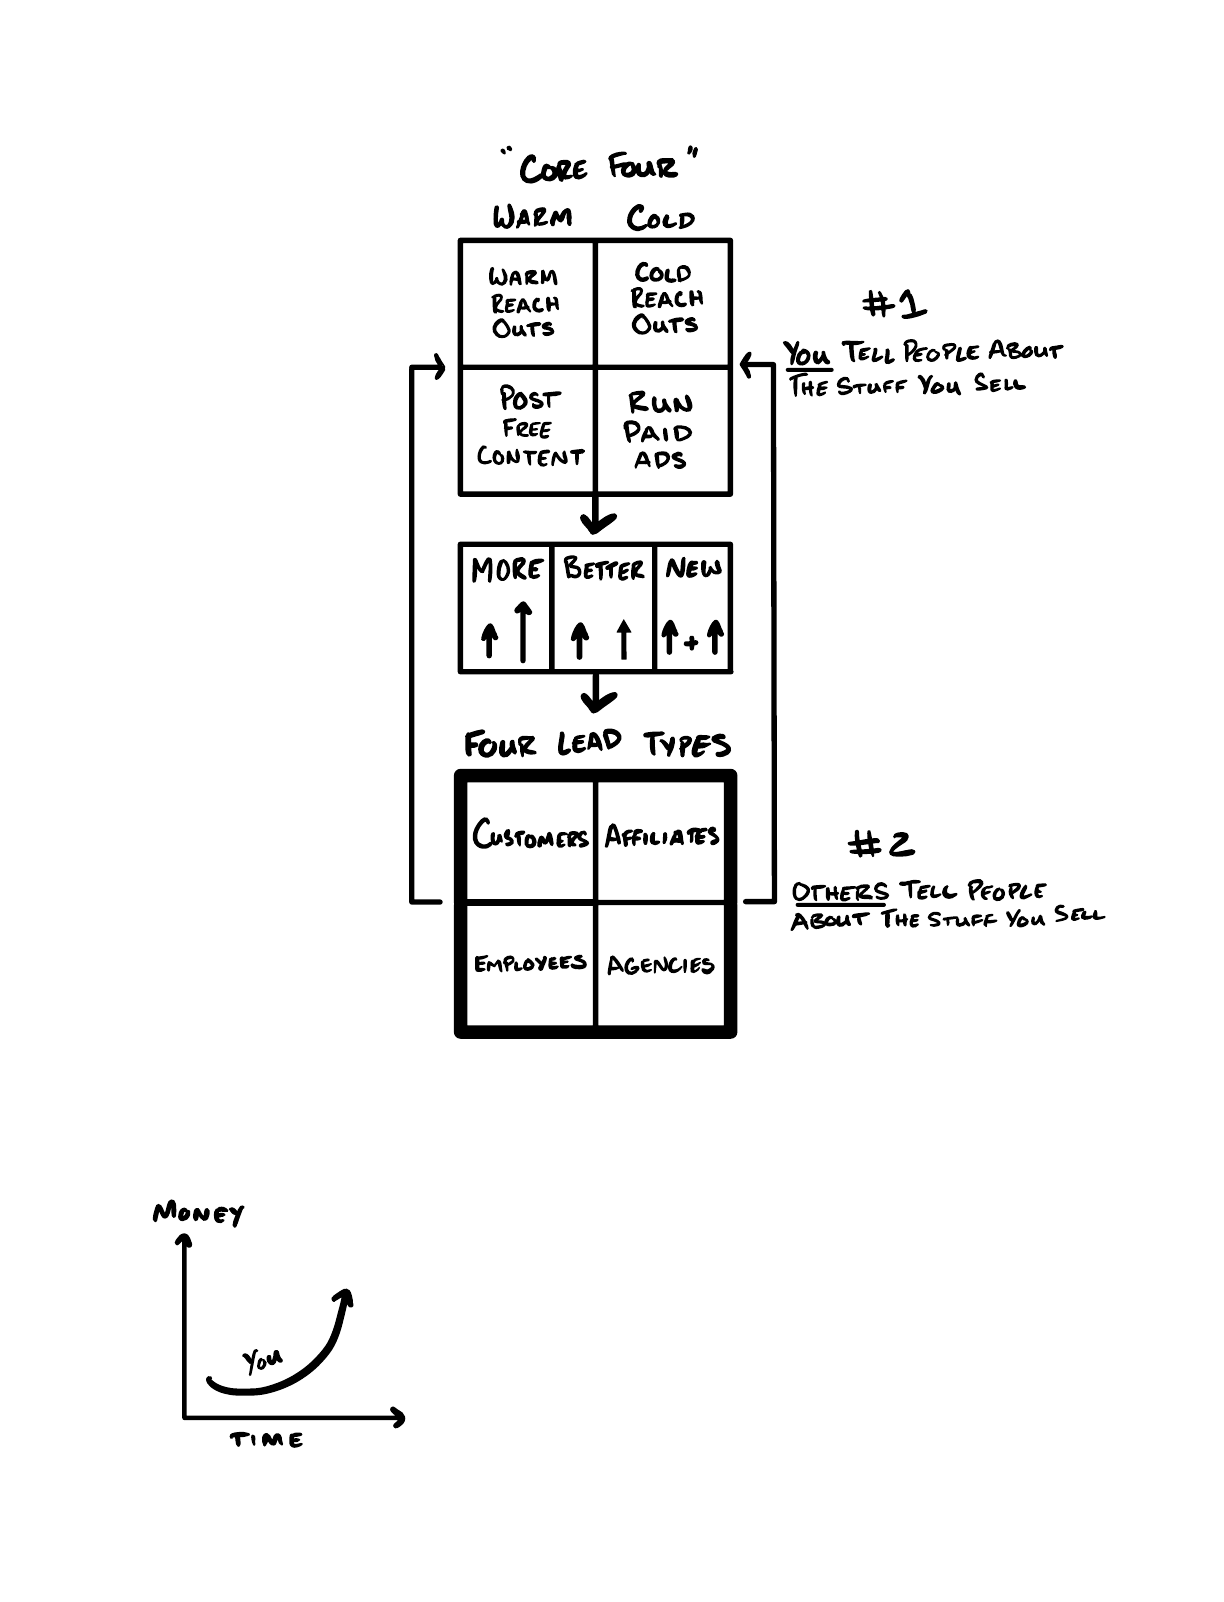 "CORE FOUR"
WARM COLD
WARM
REACH
OUTS
COLD
REACH
OUTS
POST
FREE
CONTENT
RUN
PAID
ADS
#1
YOU TELL PEOPLE ABOUT
THE STUFF YOU SELL
MORE BETTER NEW
+
FOUR LEAD TYPES
CUSTOMERS AFFILIATES
EMPLOYEES AGENCIES
#2
OTHERS TELL PEOPLE
ABOUT THE STUFF YOU SELL
MONEY
YOU
TIME